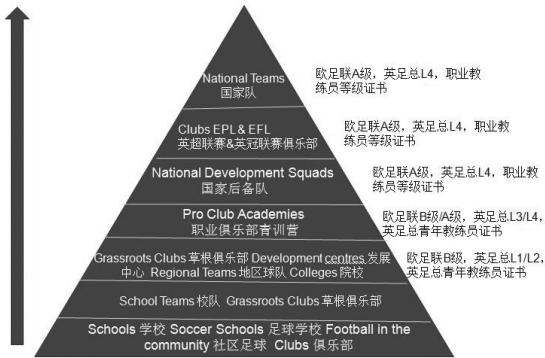 National Teams
国家队
欧足联A级，英足总L4，职业教
练员等级证书
Clubs EPL & EFL
英超联赛&英冠联赛俱乐部
欧足联A级，英足总L4，职业教
练员等级证书
National Development Squads
国家后备队
欧足联A级，英足总L4，职业教
练员等级证书
Pro Club Academies
职业俱乐部青训营
欧足联B级/A级，英足总L3/L4，
英足总青年教练员证书
Grassroots Clubs 草根俱乐部 Development centres 发展
中心 Regional Teams 地区球队 Colleges 院校
欧足联B级，英足总L1/L2，
英足总青年教练员证书
School Teams 校队 Grassroots Clubs 草根俱乐部
Schools 学校 Soccer Schools 足球学校 Football in the
community 社区足球 Clubs 俱乐部